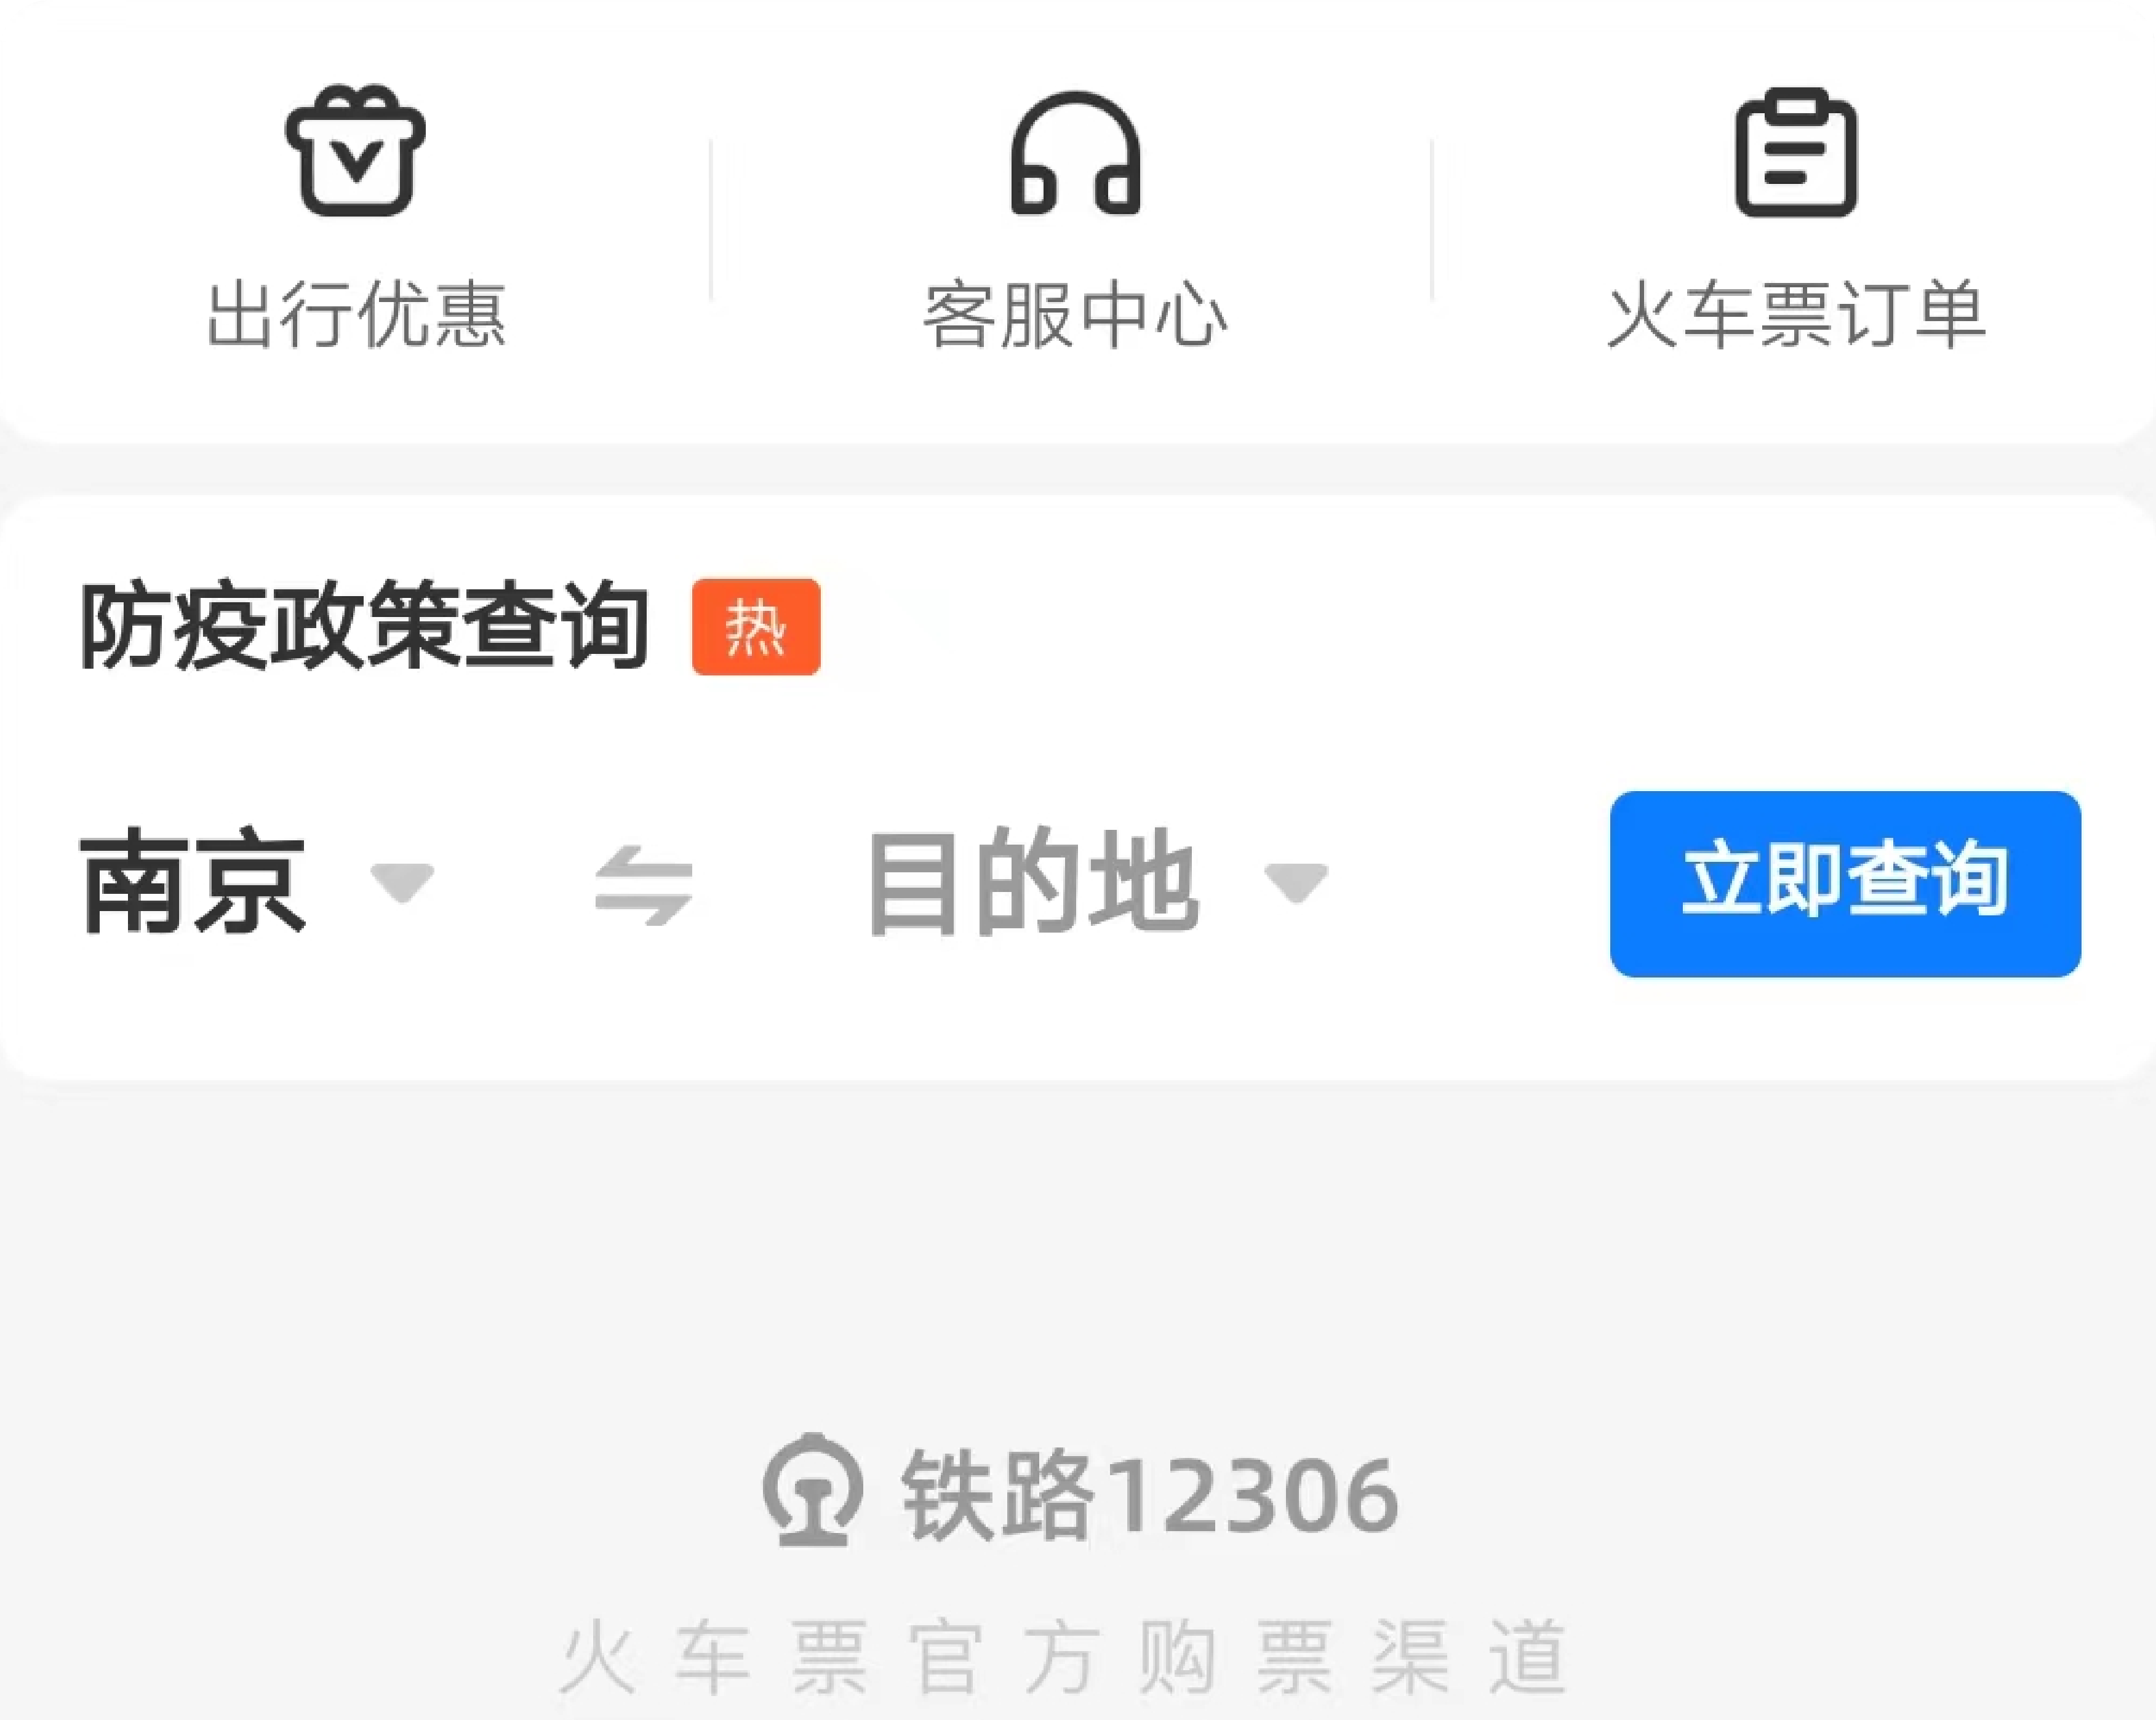 出行优惠 客服中心 火车票订单
防疫政策查询 热
南京 目的地 立即查询
铁路12306
火车票官方购票渠道